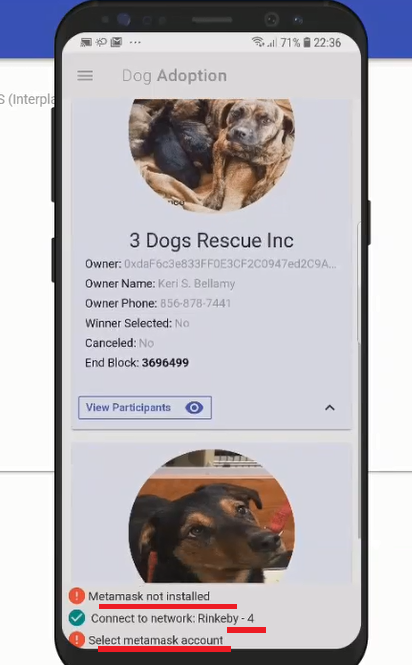 71% 22:36
Dog Adoption
S (Interpla
3 Dogs Rescue Inc
Owner: 0xdaF6c3e833FF0E3CF2C0947ed2C9A...
Owner Name: Keri S. Bellamy
Owner Phone: 856-878-7441
Winner Selected: No
Canceled: No
End Block: 3696499
View Participants
Metamask not installed
Connect to network: Rinkeby - 4
Select metamask account